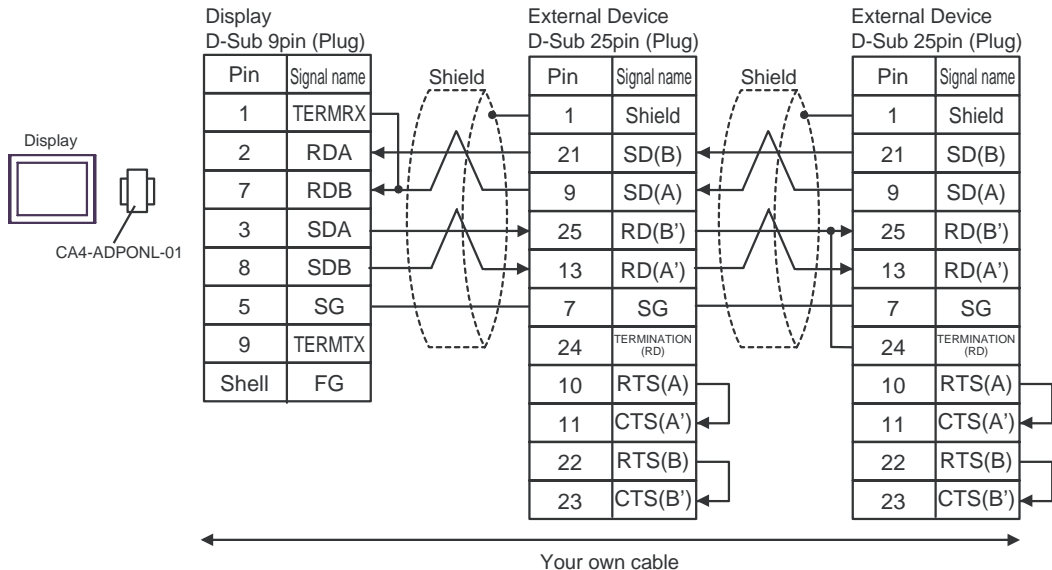 Display
D-Sub 9pin (Plug)
External Device
D-Sub 25pin (Plug)
External Device
D-Sub 25pin (Plug)
Pin Signal name Shield Pin Signal name Shield Pin Signal name
1 TERMRX 1 Shield 1 Shield
Display
2 RDA 21 SD(B) 21 SD(B)
7 RDB 9 SD(A) 9 SD(A)
3 SDA 25 RD(B') 25 RD(B')
CA4-ADPONL-01
8 SDB 13 RD(A') 13 RD(A')
5 SG 7 SG 7 SG
9 TERMTX 24 TERMINATION (RD) 24 TERMINATION (RD)
Shell FG 10 RTS(A) 10 RTS(A)
11 CTS(A') 11 CTS(A')
22 RTS(B) 22 RTS(B)
23 CTS(B') 23 CTS(B')
Your own cable